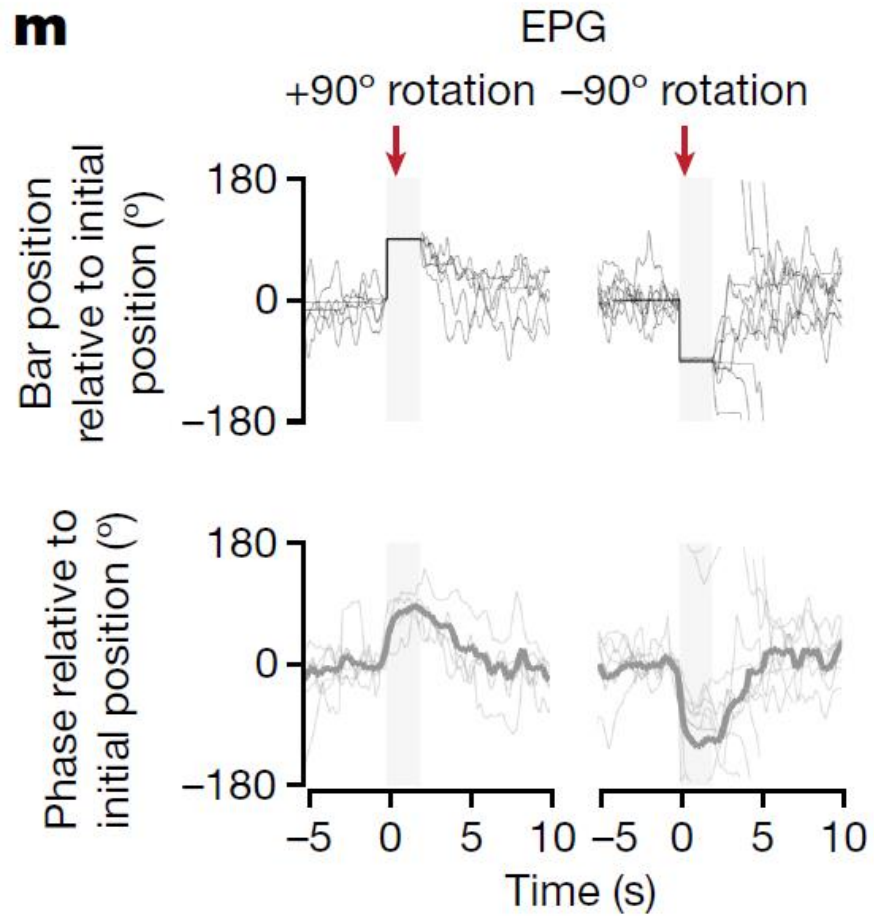 m
EPG
+90° rotation –90° rotation
Bar position
relative to initial
position (°)
180
0
–180
Phase relative to
initial position (°)
180
0
–180
–5 0 5 10 –5 0 5 10
Time (s)